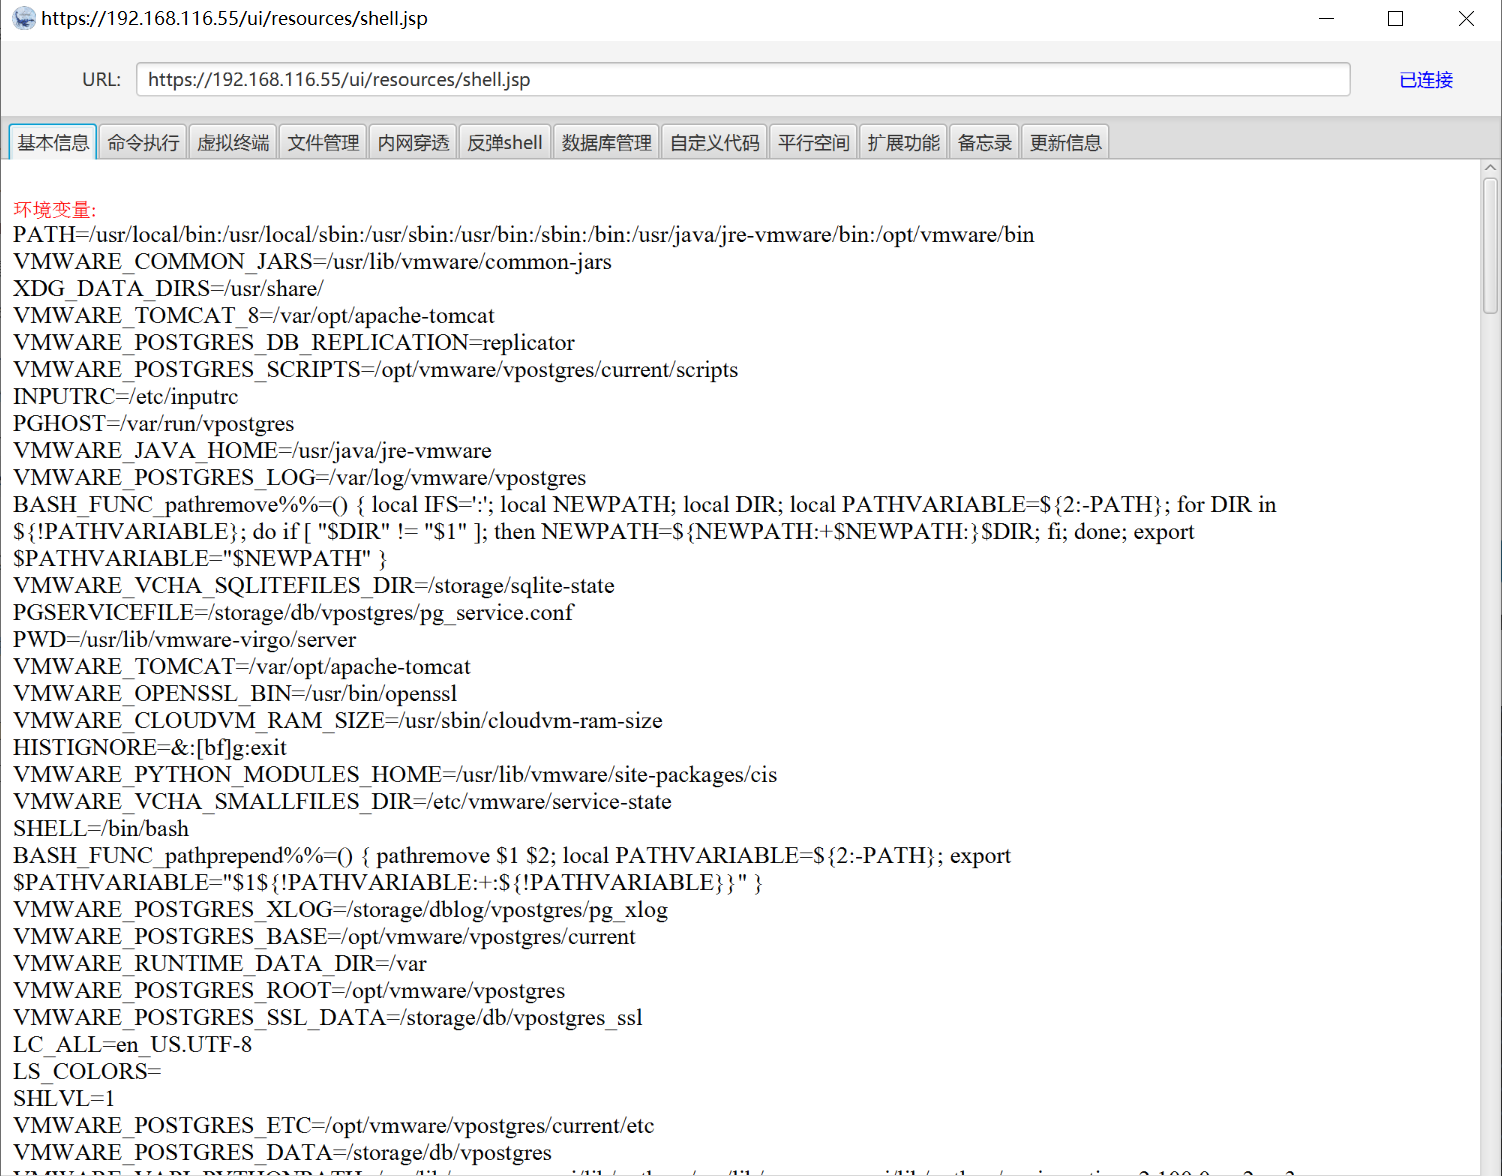 https://192.168.116.55/ui/resources/shell.jsp
URL: https://192.168.116.55/ui/resources/shell.jsp 已连接
基本信息 命令执行 虚拟终端 文件管理 内网穿透 反弹shell 数据库管理 自定义代码 平行空间 扩展功能 备忘录 更新信息
环境变量:
PATH=/usr/local/bin:/usr/local/sbin:/usr/sbin:/usr/bin:/sbin:/bin:/usr/java/jre-vmware/bin:/opt/vmware/bin
VMWARE_COMMON_JARS=/usr/lib/vmware/common-jars
XDG_DATA_DIRS=/usr/share/
VMWARE_TOMCAT_8=/var/opt/apache-tomcat
VMWARE_POSTGRES_DB_REPLICATION=replicator
VMWARE_POSTGRES_SCRIPTS=/opt/vmware/vpostgres/current/scripts
INPUTRC=/etc/inputrc
PGHOST=/var/run/vpostgres
VMWARE_JAVA_HOME=/usr/java/jre-vmware
VMWARE_POSTGRES_LOG=/var/log/vmware/vpostgres
BASH_FUNC_pathremove%%=() { local IFS=':'; local NEWPATH; local DIR; local PATHVARIABLE=${2:-PATH}; for DIR in
${!PATHVARIABLE}; do if [ "$DIR" != "$1" ]; then NEWPATH=${NEWPATH:+$NEWPATH:}$DIR; fi; done; export
$PATHVARIABLE="$NEWPATH" }
VMWARE_VCHA_SQLITEFILES_DIR=/storage/sqlite-state
PGSERVICEFILE=/storage/db/vpostgres/pg_service.conf
PWD=/usr/lib/vmware-virgo/server
VMWARE_TOMCAT=/var/opt/apache-tomcat
VMWARE_OPENSSL_BIN=/usr/bin/openssl
VMWARE_CLOUDVM_RAM_SIZE=/usr/sbin/cloudvm-ram-size
HISTIGNORE=&:[bf]g:exit
VMWARE_PYTHON_MODULES_HOME=/usr/lib/vmware/site-packages/cis
VMWARE_VCHA_SMALLFILES_DIR=/etc/vmware/service-state
SHELL=/bin/bash
BASH_FUNC_pathprepend%%=() { pathremove $1 $2; local PATHVARIABLE=${2:-PATH}; export
$PATHVARIABLE="$1${!PATHVARIABLE:+:${!PATHVARIABLE}}" }
VMWARE_POSTGRES_XLOG=/storage/dblog/vpostgres/pg_xlog
VMWARE_POSTGRES_BASE=/opt/vmware/vpostgres/current
VMWARE_RUNTIME_DATA_DIR=/var
VMWARE_POSTGRES_ROOT=/opt/vmware/vpostgres
VMWARE_POSTGRES_SSL_DATA=/storage/db/vpostgres_ssl
LC_ALL=en_US.UTF-8
LS_COLORS=
SHLVL=1
VMWARE_POSTGRES_ETC=/opt/vmware/vpostgres/current/etc
VMWARE_POSTGRES_DATA=/storage/db/vpostgres